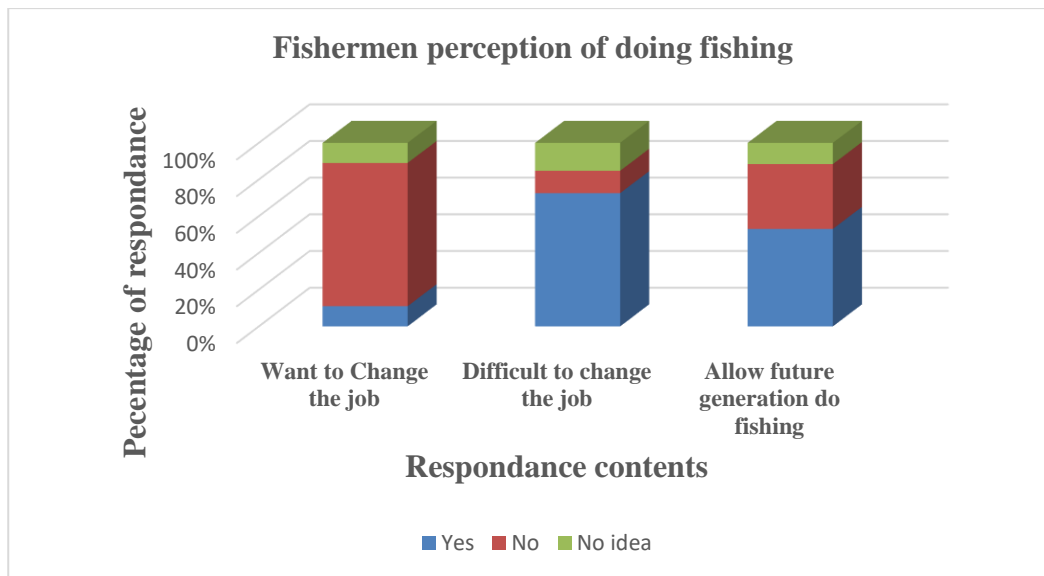 Fishermen perception of doing fishing
Pecentage of respondance
100%
80%
60%
40%
20%
0%
Want to Change
the job
Difficult to change
the job
Allow future
generation do
fishing
Respondance contents
Yes No No idea